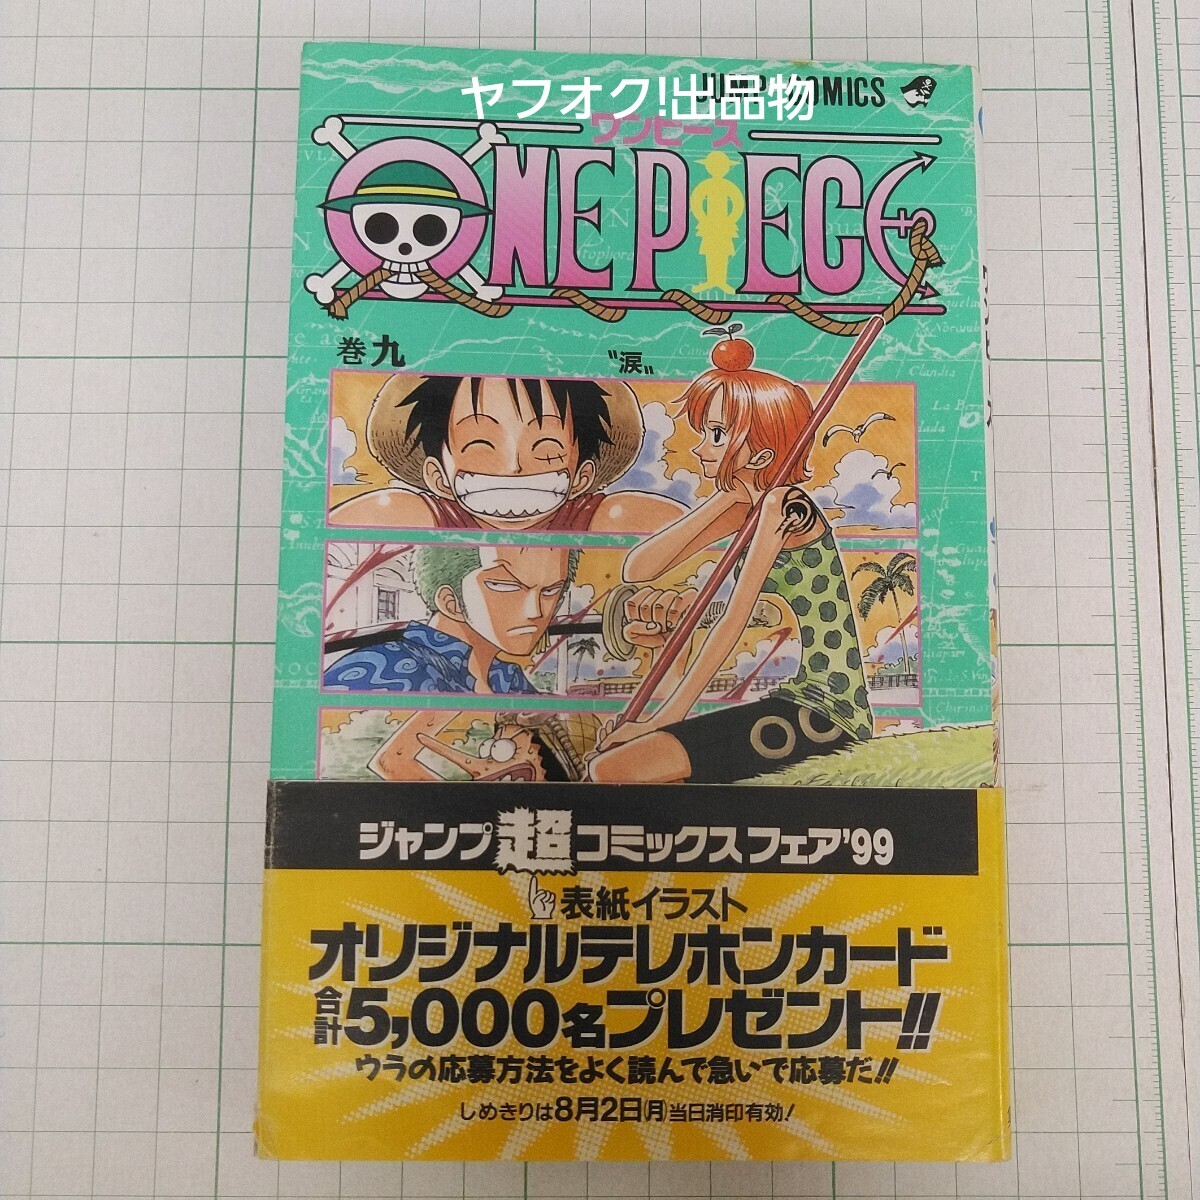 ヤフオク!出品物
JUMP COMICS
ワンピース
ONE PIECE
巻九
〝涙〟
ジャンプ超コミックスフェア'99
表紙イラスト
オリジナルテレホンカード
合計5,000名プレゼント!!
ウラの応募方法をよく読んで急いで応募だ!!
しめきりは8月2日(月)当日消印有効!